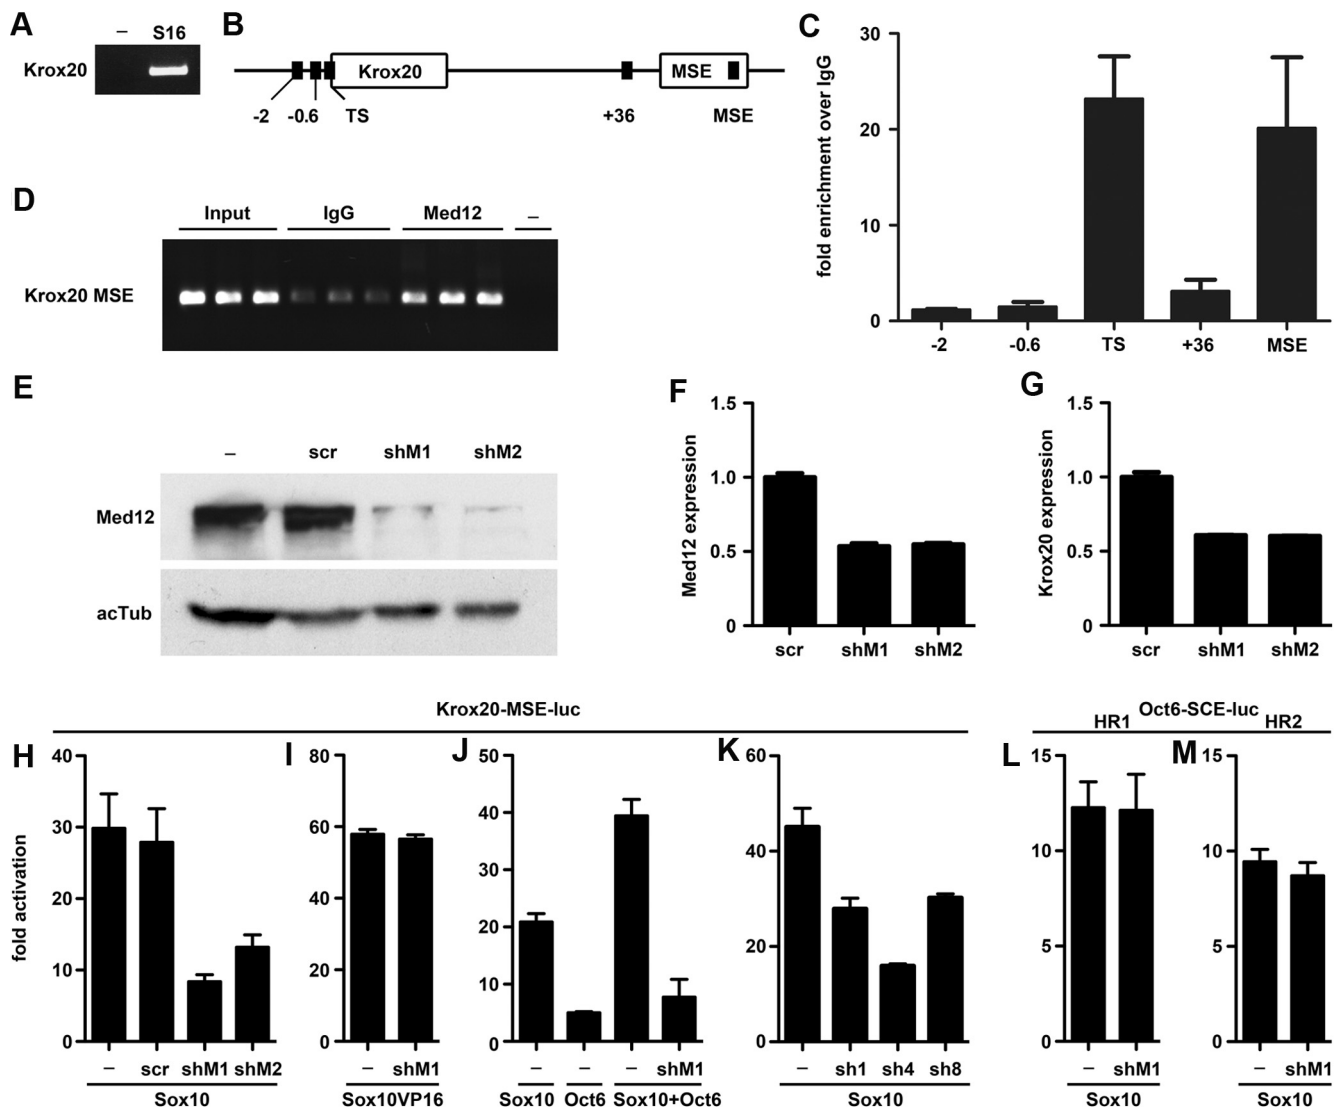 A
– S16
Krox20
B
Krox20 MSE
-2 -0.6 TS +36 MSE
C
fold enrichment over IgG
30
20
10
0
-2 -0.6 TS +36 MSE
D
Input IgG Med12 –
Krox20 MSE
E
– scr shM1 shM2
Med12
acTub
F
Med12 expression
1.5
1.0
0.5
0
scr shM1 shM2
G
Krox20 expression
1.5
1.0
0.5
0
scr shM1 shM2
Krox20-MSE-luc
H
fold activation
40
30
20
10
0
– scr shM1 shM2
Sox10
I
80
60
40
20
0
– shM1
Sox10VP16
J
50
40
30
20
10
0
– – – shM1
Sox10 Oct6 Sox10+Oct6
K
60
40
20
0
– sh1 sh4 sh8
Sox10
Oct6-SCE-luc
HR1 HR2
L
15
10
5
0
– shM1
Sox10
M
15
10
5
0
– shM1
Sox10